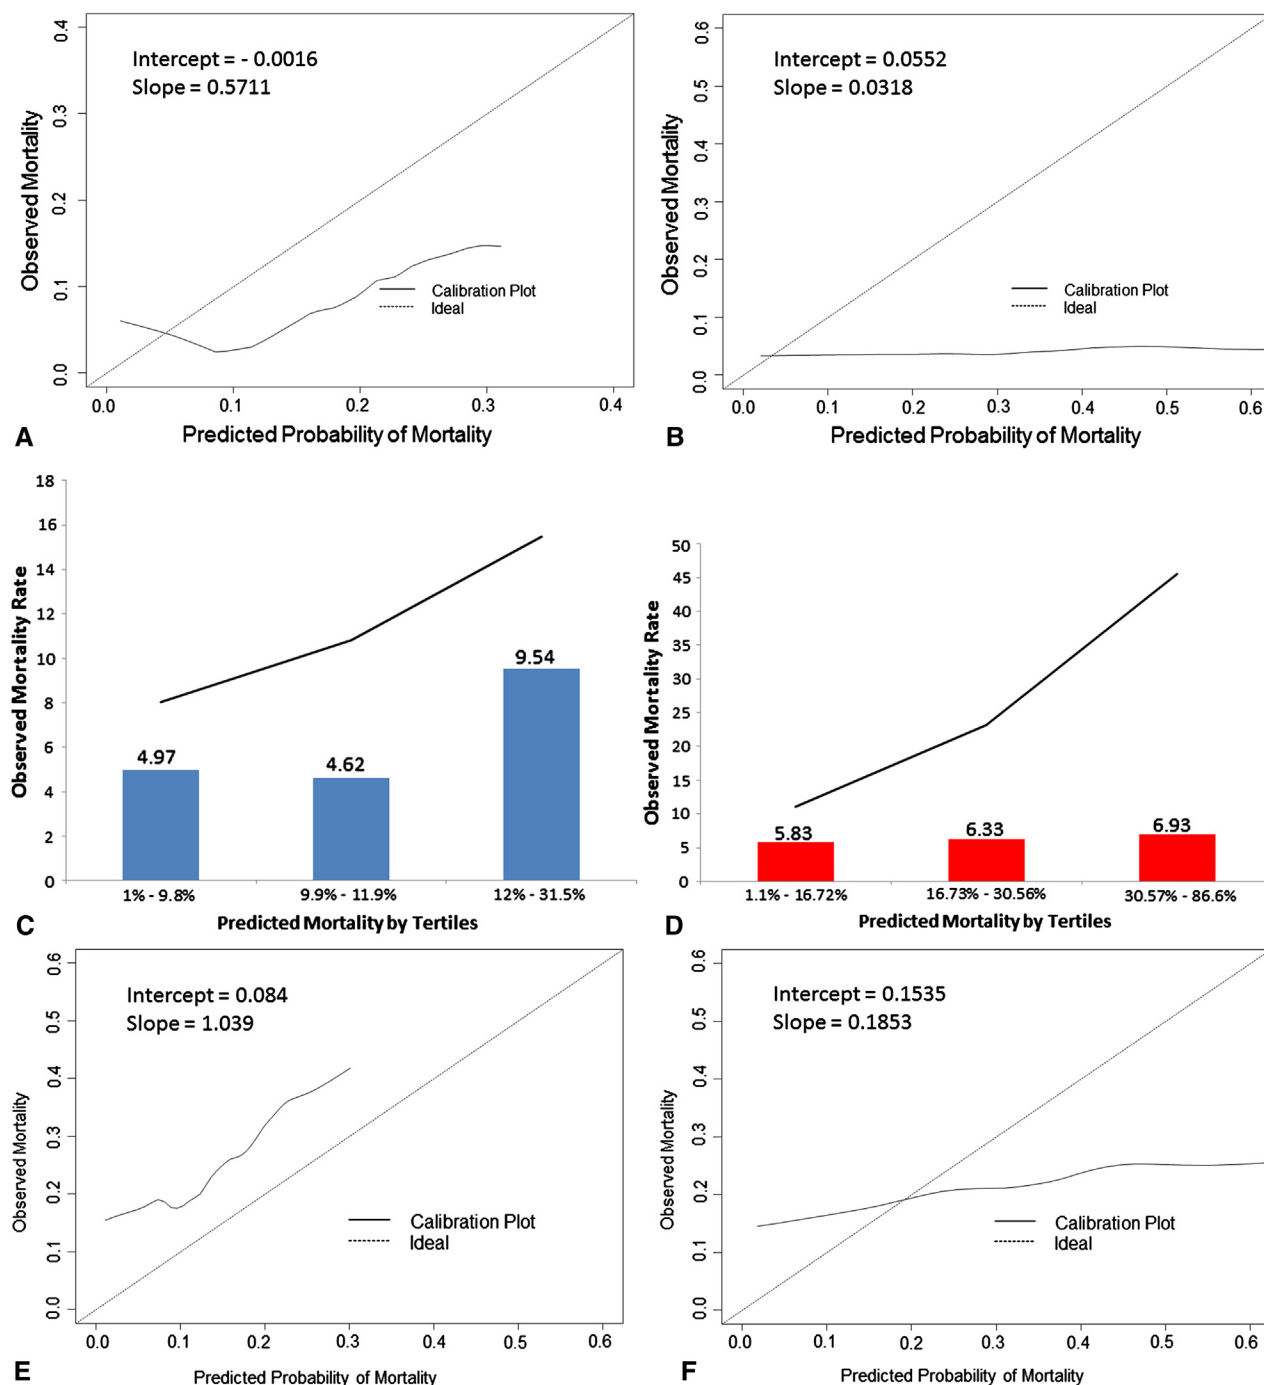 Intercept = - 0.0016
Slope = 0.5711
Observed Mortality
0.4
0.3
0.2
0.1
0.0
Calibration Plot
Ideal
0.0 0.1 0.2 0.3 0.4
A
Predicted Probability of Mortality
Intercept = 0.0552
Slope = 0.0318
Observed Mortality
0.6
0.5
0.4
0.3
0.2
0.1
0.0
Calibration Plot
Ideal
0.0 0.1 0.2 0.3 0.4 0.5 0.6
B
Predicted Probability of Mortality
Observed Mortality Rate
18
16
14
12
10
8
6
4
2
0
4.97
4.62
9.54
1% - 9.8% 9.9% - 11.9% 12% - 31.5%
C
Predicted Mortality by Tertiles
Observed Mortality Rate
50
45
40
35
30
25
20
15
10
5
0
5.83
6.33
6.93
1.1% - 16.72% 16.73% - 30.56% 30.57% - 86.6%
D
Predicted Mortality by Tertiles
Intercept = 0.084
Slope = 1.039
Observed Mortality
0.6
0.5
0.4
0.3
0.2
0.1
0.0
Calibration Plot
Ideal
0.0 0.1 0.2 0.3 0.4 0.5 0.6
E
Predicted Probability of Mortality
Intercept = 0.1535
Slope = 0.1853
Observed Mortality
0.6
0.5
0.4
0.3
0.2
0.1
0.0
Calibration Plot
Ideal
0.0 0.1 0.2 0.3 0.4 0.5 0.6
F
Predicted Probability of Mortality